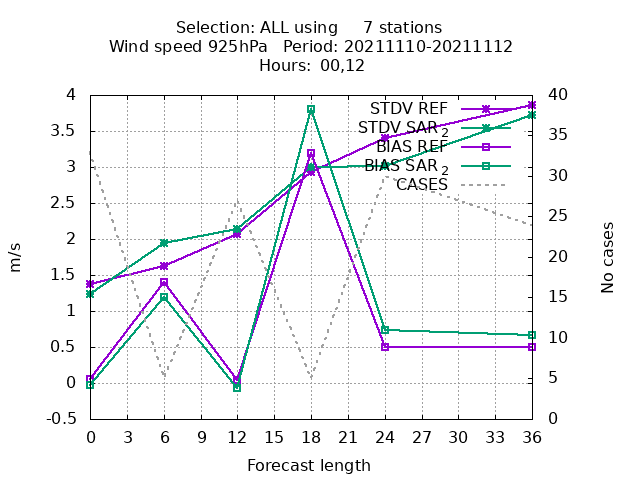 Selection: ALL using 7 stations
Wind speed 925hPa Period: 20211110-20211112
Hours: 00,12
4
3.5
3
2.5
2
1.5
1
0.5
0
-0.5
40
35
30
25
20
15
10
5
0
STDV REF
STDV SAR2
BIAS REF
BIAS SAR2
CASES
m/s
No cases
0 3 6 9 12 15 18 21 24 27 30 33 36
Forecast length